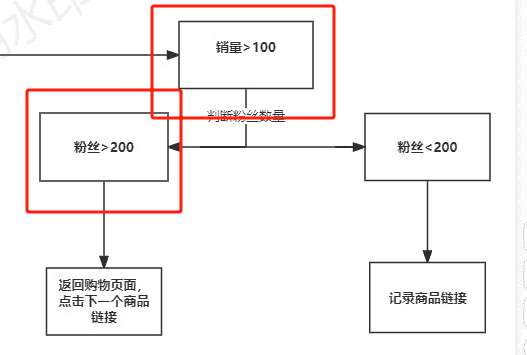 销量>100
判断粉丝数量
粉丝>200
粉丝<200
返回购物页面,
点击下一个商品
链接
记录商品链接